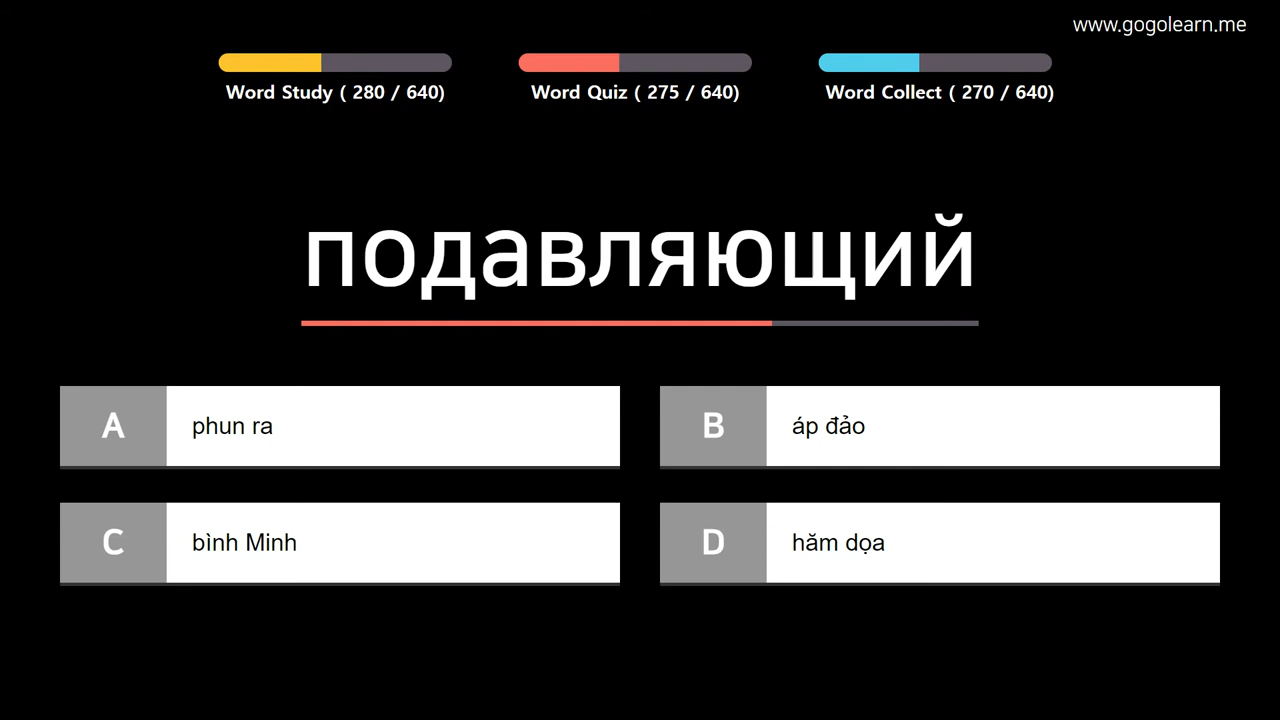 www.gogolearn.me
Word Study ( 280 / 640)
Word Quiz ( 275 / 640)
Word Collect ( 270 / 640)
подавляющий
A phun ra
B áp đảo
C bình Minh
D hăm dọa